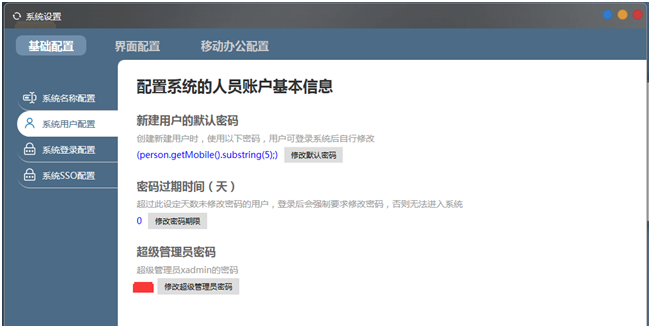 系统设置
基础配置 界面配置 移动办公配置
系统名称配置
系统用户配置
系统登录配置
系统SSO配置
配置系统的人员账户基本信息
新建用户的默认密码
创建新建用户时，使用以下密码，用户可登录系统后自行修改
(person.getMobile().substring(5);) 修改默认密码
密码过期时间（天）
超过此设定天数未修改密码的用户，登录后会强制要求修改密码，否则无法进入系统
0 修改密码期限
超级管理员密码
超级管理员xadmin的密码
修改超级管理员密码